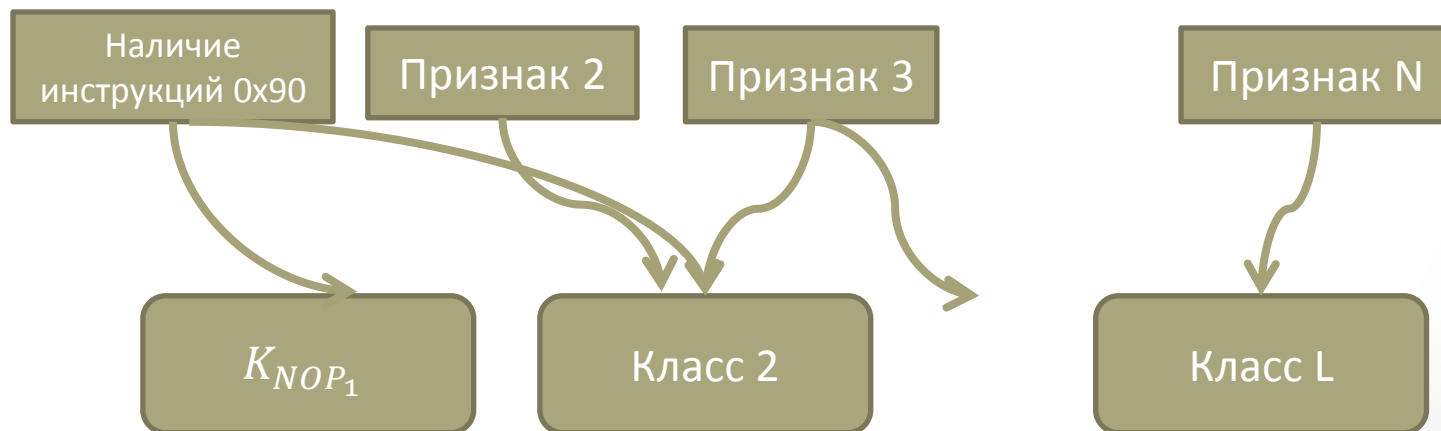 Наличие
инструкций 0x90
Признак 2
Признак 3
Признак N
K_{NOP_1}
Класс 2
Класс L